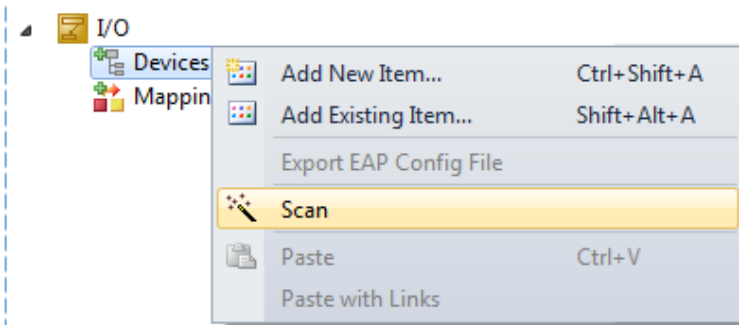 I/O
Devices
Mappin
Add New Item... Ctrl+Shift+A
Add Existing Item... Shift+Alt+A
Export EAP Config File
Scan
Paste Ctrl+V
Paste with Links